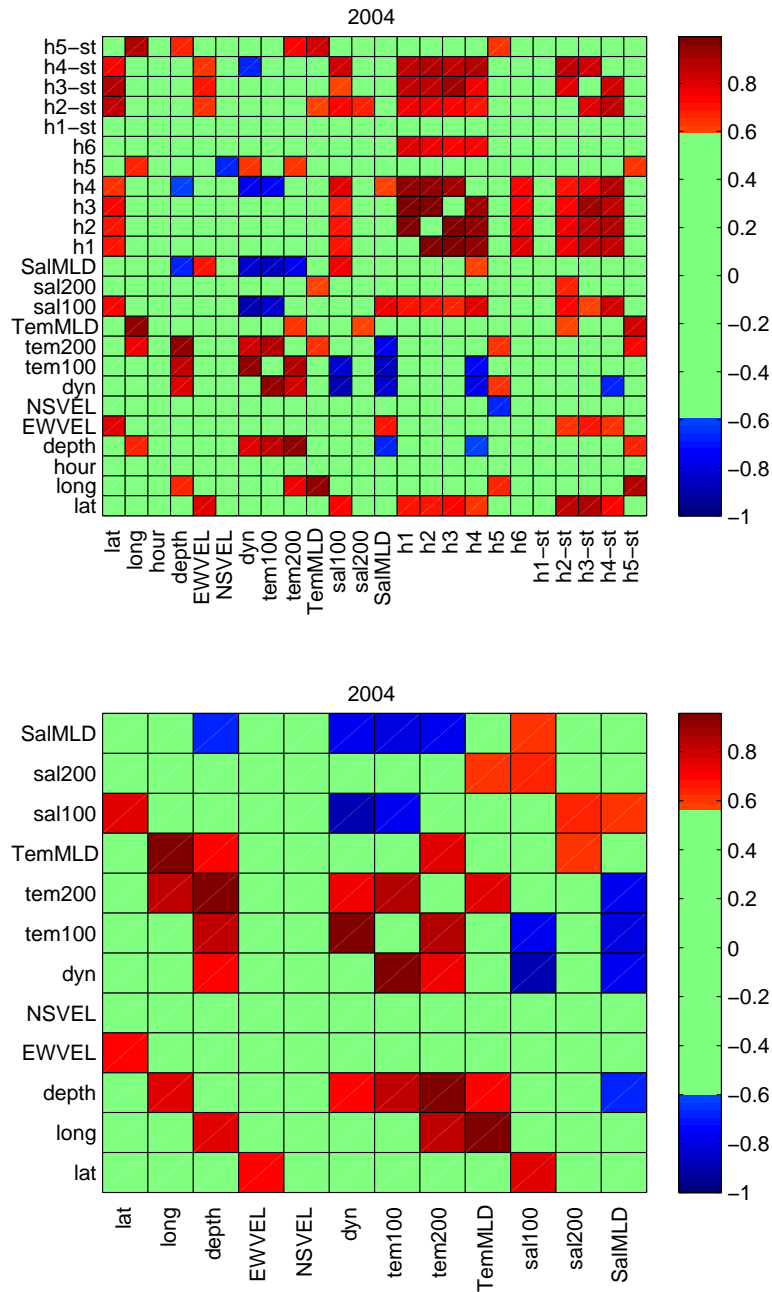 2004
h5-st
h4-st
h3-st
h2-st
h1-st
h6
h5
h4
h3
h2
h1
SalMLD
sal200
sal100
TemMLD
tem200
tem100
dyn
NSVEL
EWVEL
depth
hour
long
lat
lat
long
hour
depth
EWVEL
NSVEL
dyn
tem100
tem200
TemMLD
sal100
sal200
SalMLD
h1
h2
h3
h4
h5
h6
h1-st
h2-st
h3-st
h4-st
h5-st
0.8
0.6
0.4
0.2
0
−0.2
−0.4
−0.6
−0.8
−1
2004
SalMLD
sal200
sal100
TemMLD
tem200
tem100
dyn
NSVEL
EWVEL
depth
long
lat
lat
long
depth
EWVEL
NSVEL
dyn
tem100
tem200
TemMLD
sal100
sal200
SalMLD
0.8
0.6
0.4
0.2
0
−0.2
−0.4
−0.6
−0.8
−1